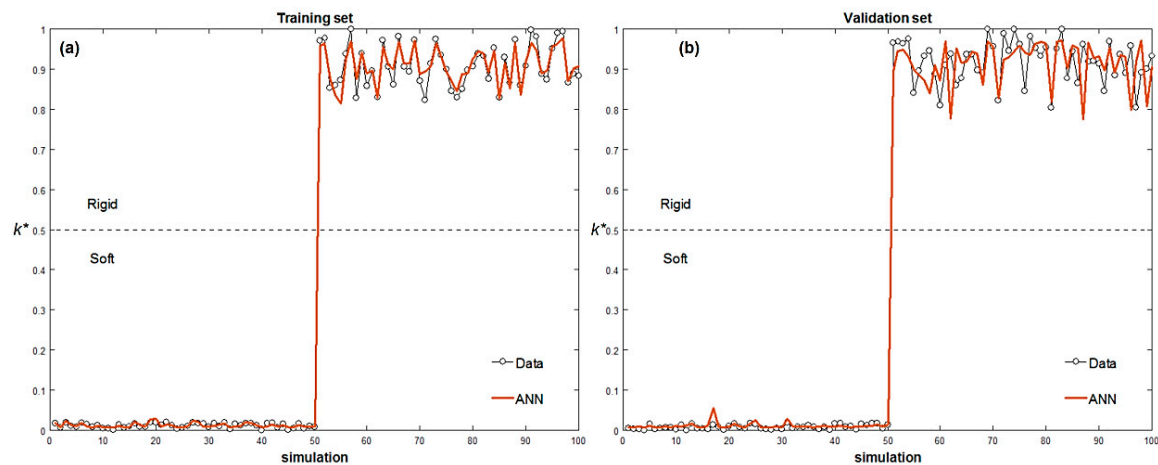 Training set
(a)
1
0.9
0.8
0.7
0.6
Rigid
k* 0.5
Soft
0.4
0.3
0.2
Data
0.1
ANN
0
0 10 20 30 40 50 60 70 80 90 100
simulation
Validation set
(b)
1
0.9
0.8
0.7
0.6
Rigid
k* 0.5
Soft
0.4
0.3
0.2
Data
0.1
ANN
0
0 10 20 30 40 50 60 70 80 90 100
simulation